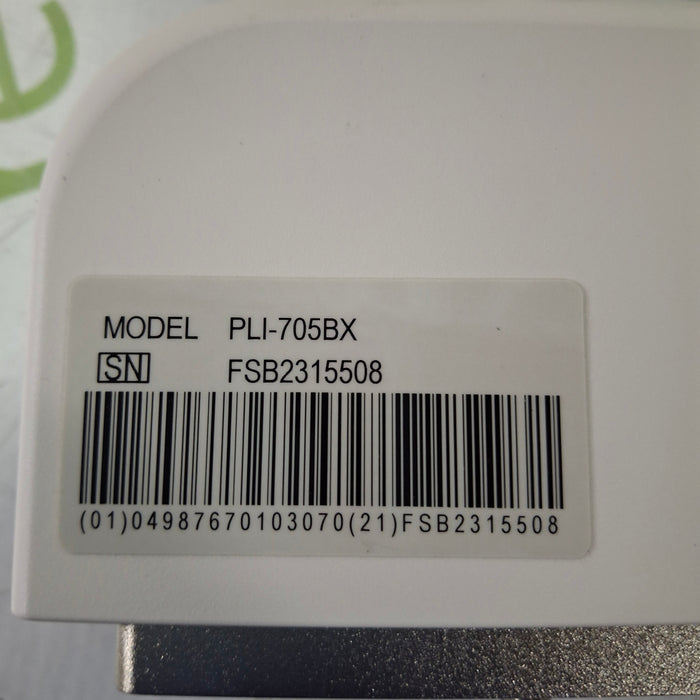 MODEL PLI-705BX
SN FSB2315508
(01)04987670103070(21)FSB2315508